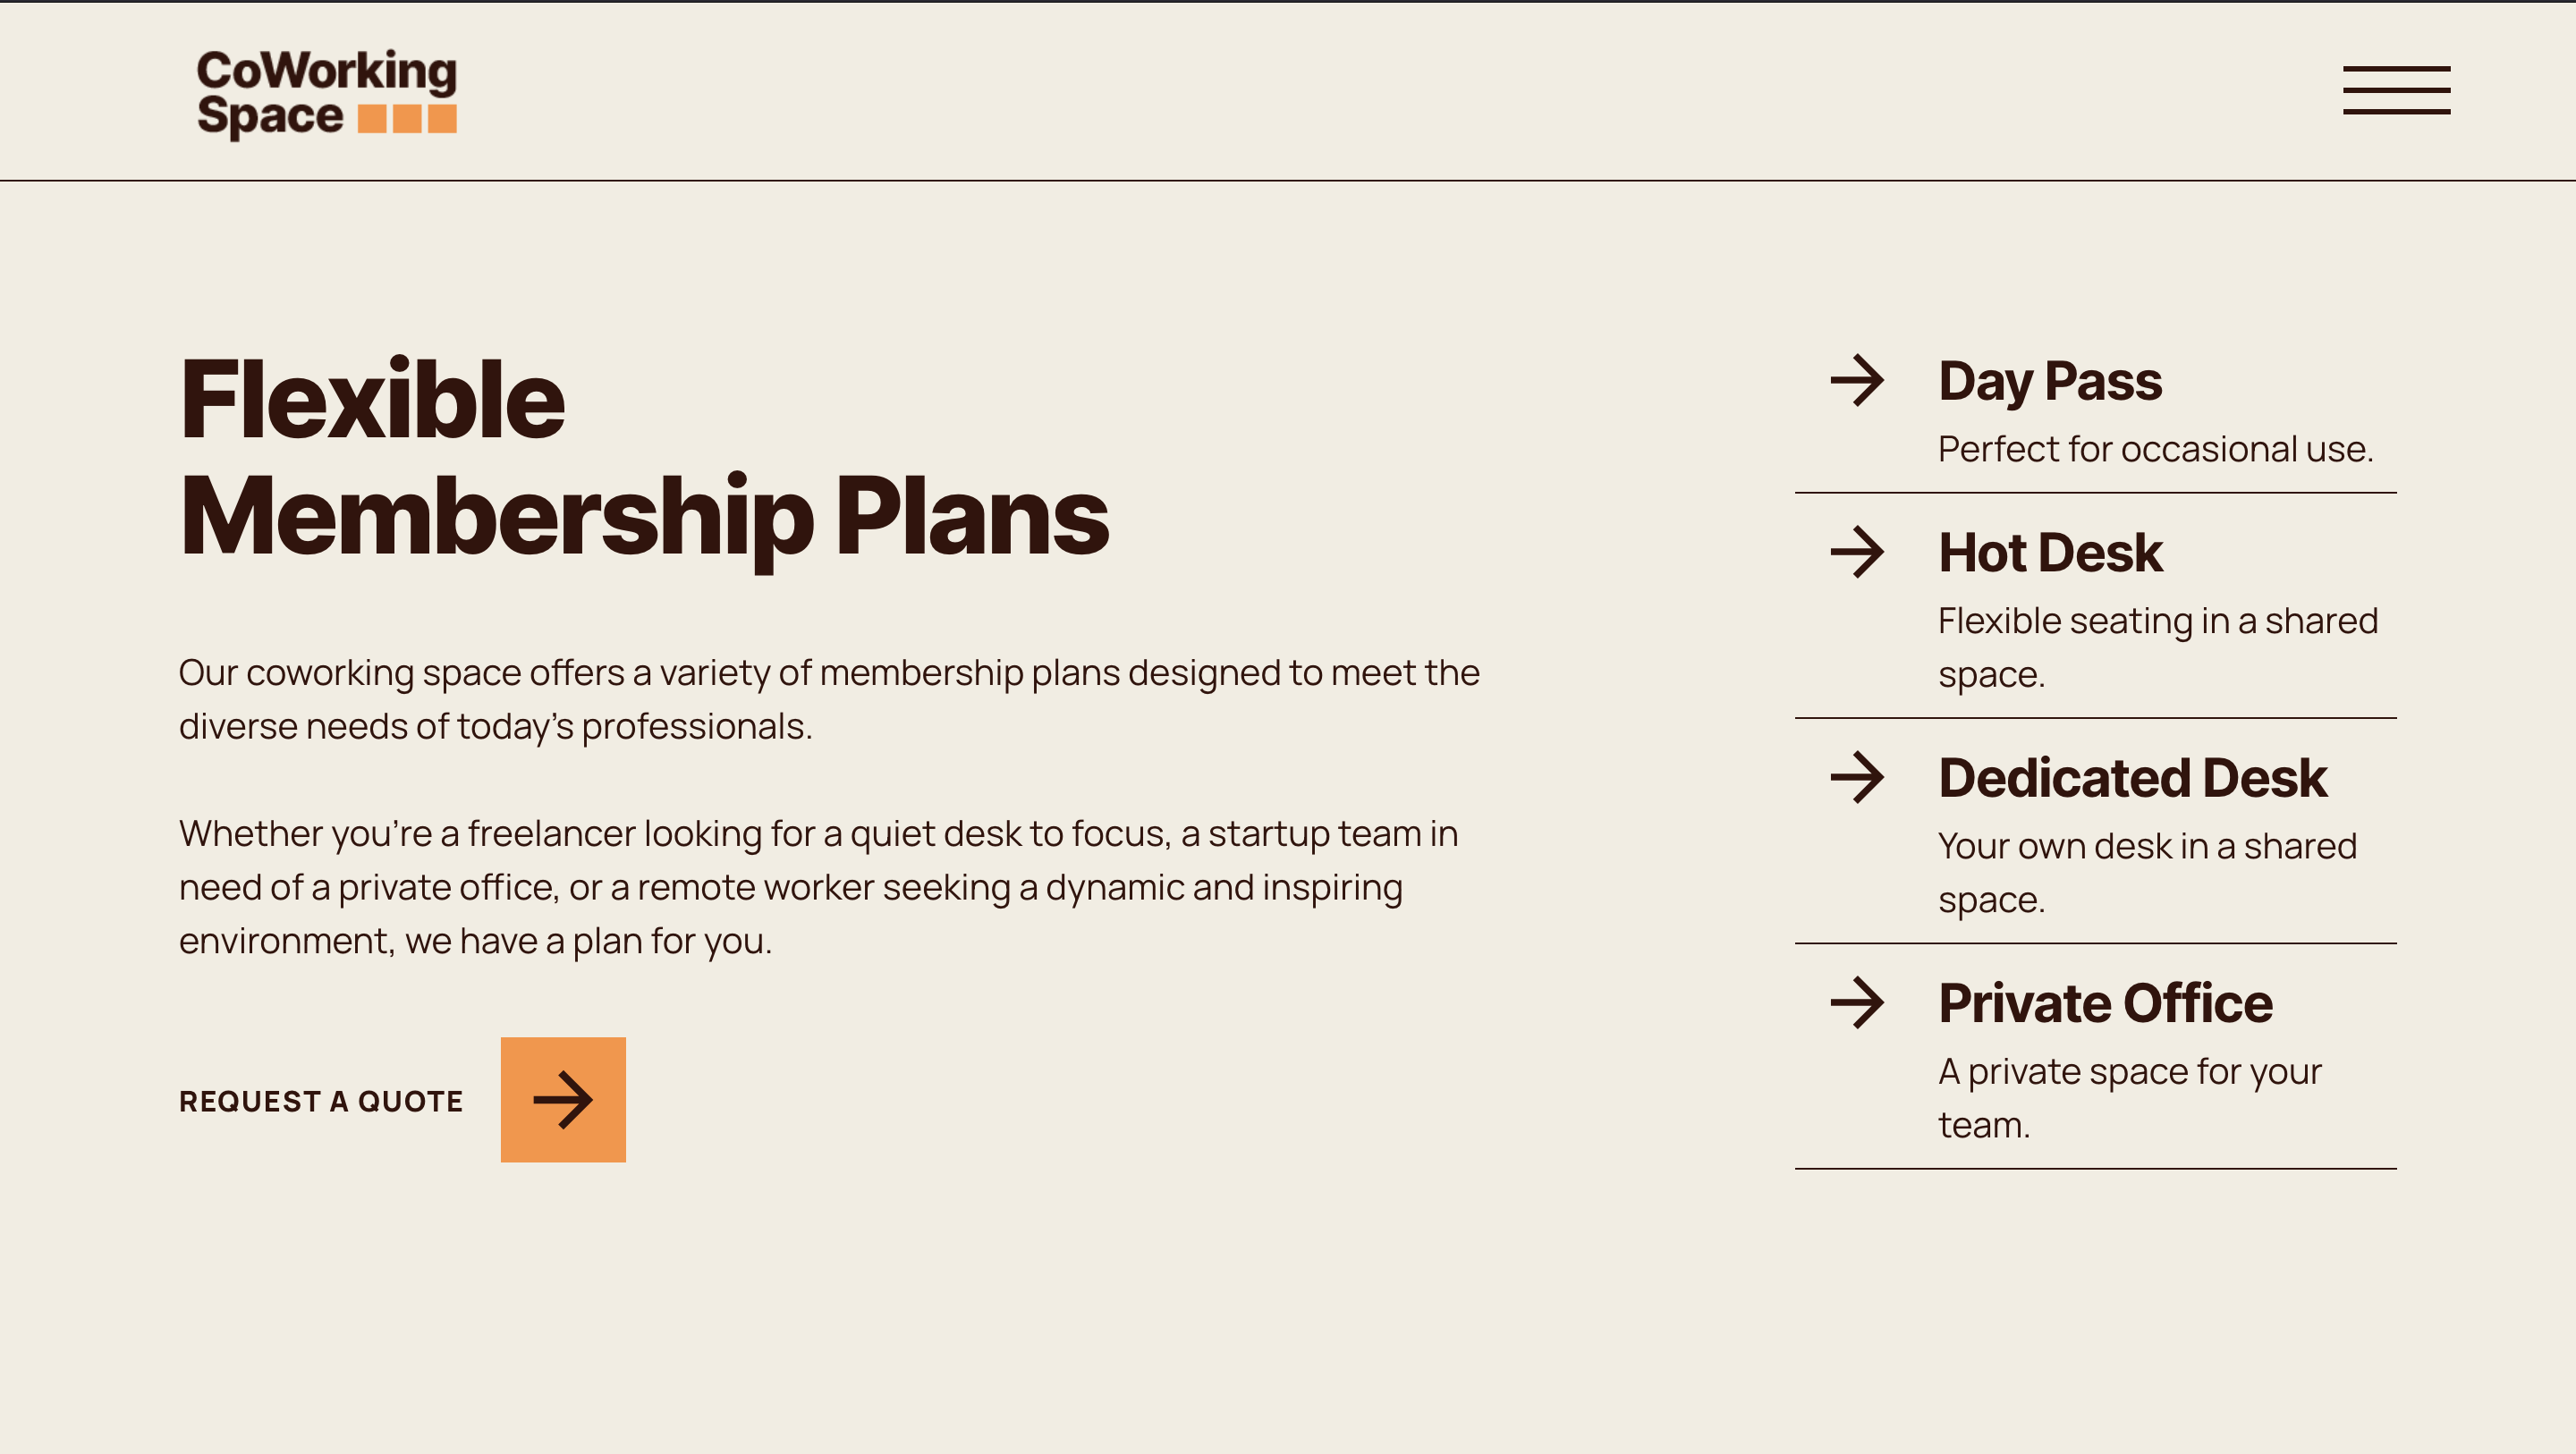 CoWorking
Space
Flexible
Membership Plans
Our coworking space offers a variety of membership plans designed to meet the
diverse needs of today’s professionals.
Whether you’re a freelancer looking for a quiet desk to focus, a startup team in
need of a private office, or a remote worker seeking a dynamic and inspiring
environment, we have a plan for you.
REQUEST A QUOTE
Day Pass
Perfect for occasional use.
Hot Desk
Flexible seating in a shared
space.
Dedicated Desk
Your own desk in a shared
space.
Private Office
A private space for your
team.